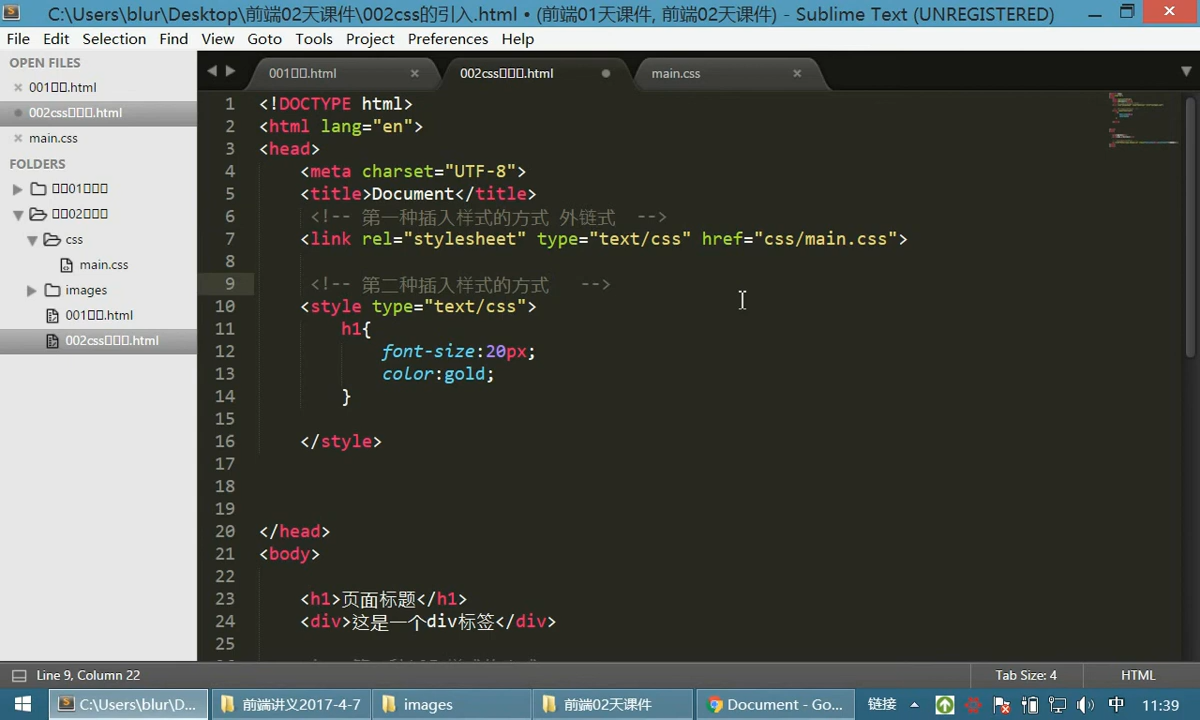 C:\Users\blur\Desktop\前端02天课件\002css的引入.html • (前端01天课件, 前端02天课件) - Sublime Text (UNREGISTERED)
File Edit Selection Find View Goto Tools Project Preferences Help
OPEN FILES
001.html
002css.html
main.css
FOLDERS
01
02
css
main.css
images
001.html
002css.html
001.html
002css.html
main.css
1 <!DOCTYPE html>
2 <html lang="en">
3 <head>
4 <meta charset="UTF-8">
5 <title>Document</title>
6 <!-- 第一种插入样式的方式 外链式 -->
7 <link rel="stylesheet" type="text/css" href="css/main.css">
8
9 <!-- 第二种插入样式的方式 -->
10 <style type="text/css">
11 h1{
12 font-size:20px;
13 color:gold;
14 }
15
16 </style>
17
18
19
20 </head>
21 <body>
22
23 <h1>页面标题</h1>
24 <div>这是一个div标签</div>
25
Line 9, Column 22
Tab Size: 4
HTML
C:\Users\blur\D...
前端讲义2017-4-7
images
前端02天课件
Document - Go...
链接
中
11:39